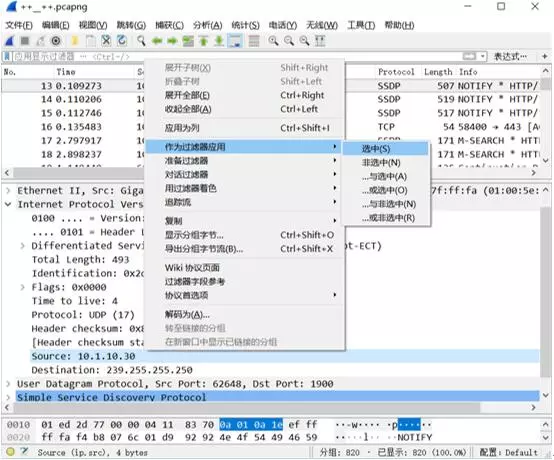 ++__++.pcapng
文件(F) 编辑(E) 视图(V) 跳转(G) 捕获(C) 分析(A) 统计(S) 电话(Y) 无线(W) 工具(T) 帮助(H)
应用显示过滤器 … <Ctrl-/> 表达式… +
No. Time Protocol Length Info
13 0.109273 10 SSDP 507 NOTIFY * HTTP/
14 0.110206 10 SSDP 519 NOTIFY * HTTP/
15 0.112746 10 SSDP 517 NOTIFY * HTTP/
16 0.135483 10 TCP 54 58400 → 443 [AC
17 2.797917 10 SSDP 171 M-SEARCH * HTT
18 2.898237 10 SSDP 171 M-SEARCH * HTT
展开子树(X) Shift+Right
折叠子树 Shift+Left
展开全部(E) Ctrl+Right
收起全部(A) Ctrl+Left
应用为列 Ctrl+Shift+I
作为过滤器应用
准备过滤器
对话过滤器
用过滤器着色
追踪流
复制
显示分组字节… Ctrl+Shift+O
导出分组字节流(B)… Ctrl+Shift+X
Wiki 协议页面
过滤器字段参考
协议首选项
解码为(A)…
转至链接的分组
在新窗口中显示已链接的分组
选中(S)
非选中(N)
…与选中(A)
…或选中(O)
…与非选中(N)
…或非选中(R)
Ethernet II, Src: Giga 7f:ff:fa (01:00:5e:
Internet Protocol Vers
0100 .... = Version:
.... 0101 = Header L
Differentiated Servi ot-ECT)
Total Length: 493
Identification: 0x2d
Flags: 0x0000
Time to live: 4
Protocol: UDP (17)
Header checksum: 0x8
[Header checksum sta
Source: 10.1.10.30
Destination: 239.255.255.250
User Datagram Protocol, Src Port: 62648, Dst Port: 1900
Simple Service Discovery Protocol
0010 01 ed 2d 77 00 00 04 11 83 70 0a 01 0a 1e ef ff ··-w···· ·p······
0020 ff fa f4 b8 07 6c 01 d9 92 92 4e 4f 54 49 46 59 ·····l·· ··NOTIFY
Source (ip.src), 4 bytes 分组: 820 · 已显示: 820 (100.0%) 配置: Default